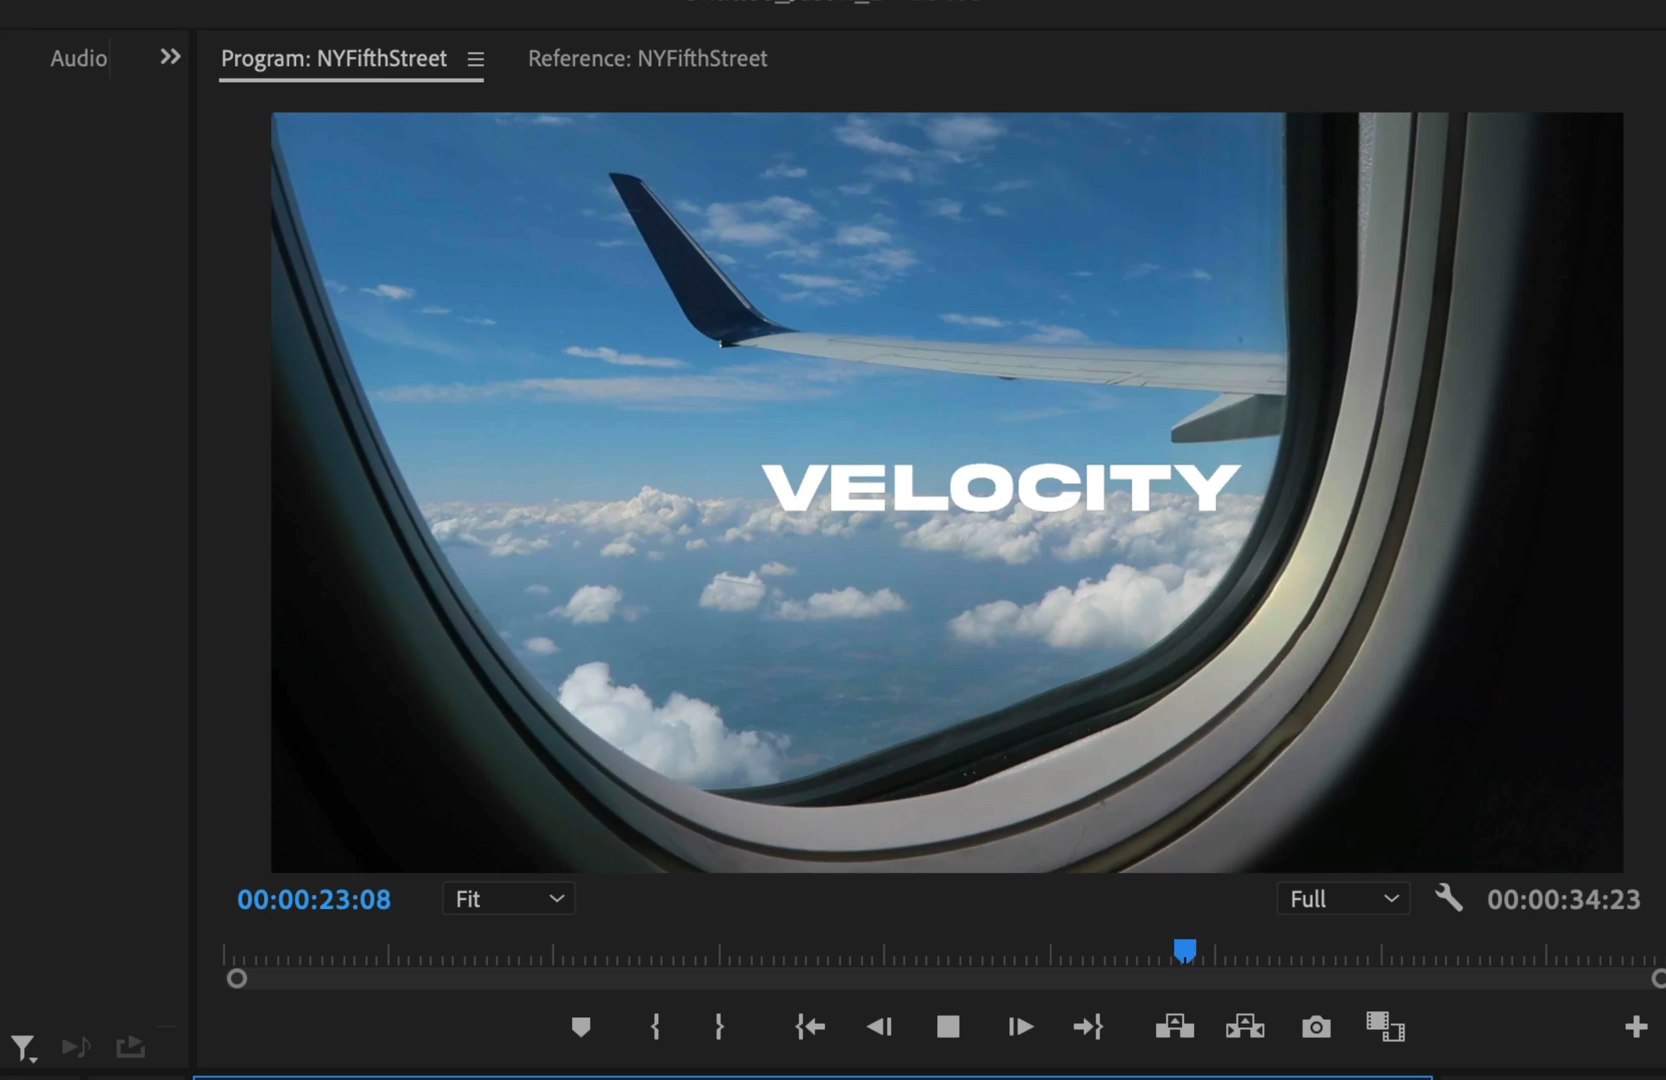 Audio
Program: NYFifthStreet
Reference: NYFifthStreet
VELOCITY
00:00:23:08
Fit
Full
00:00:34:23